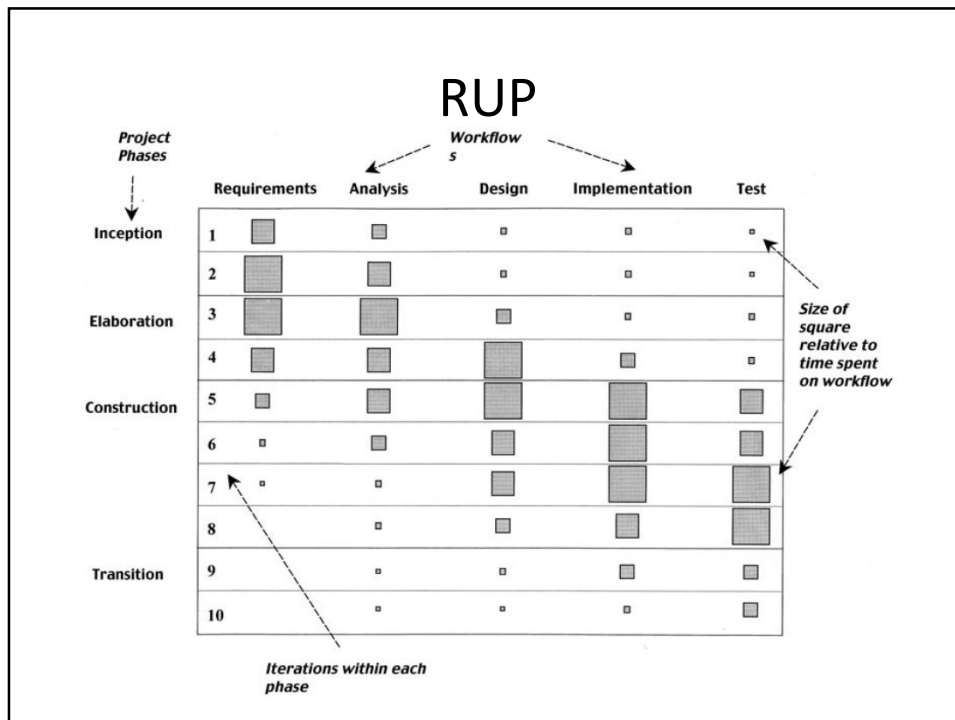 RUP
Project
Phases
Workflow
s
Requirements Analysis Design Implementation Test
Inception 1
2
Elaboration 3
4
Construction 5
6
7
8
Transition 9
10
Size of
square
relative to
time spent
on workflow
Iterations within each
phase